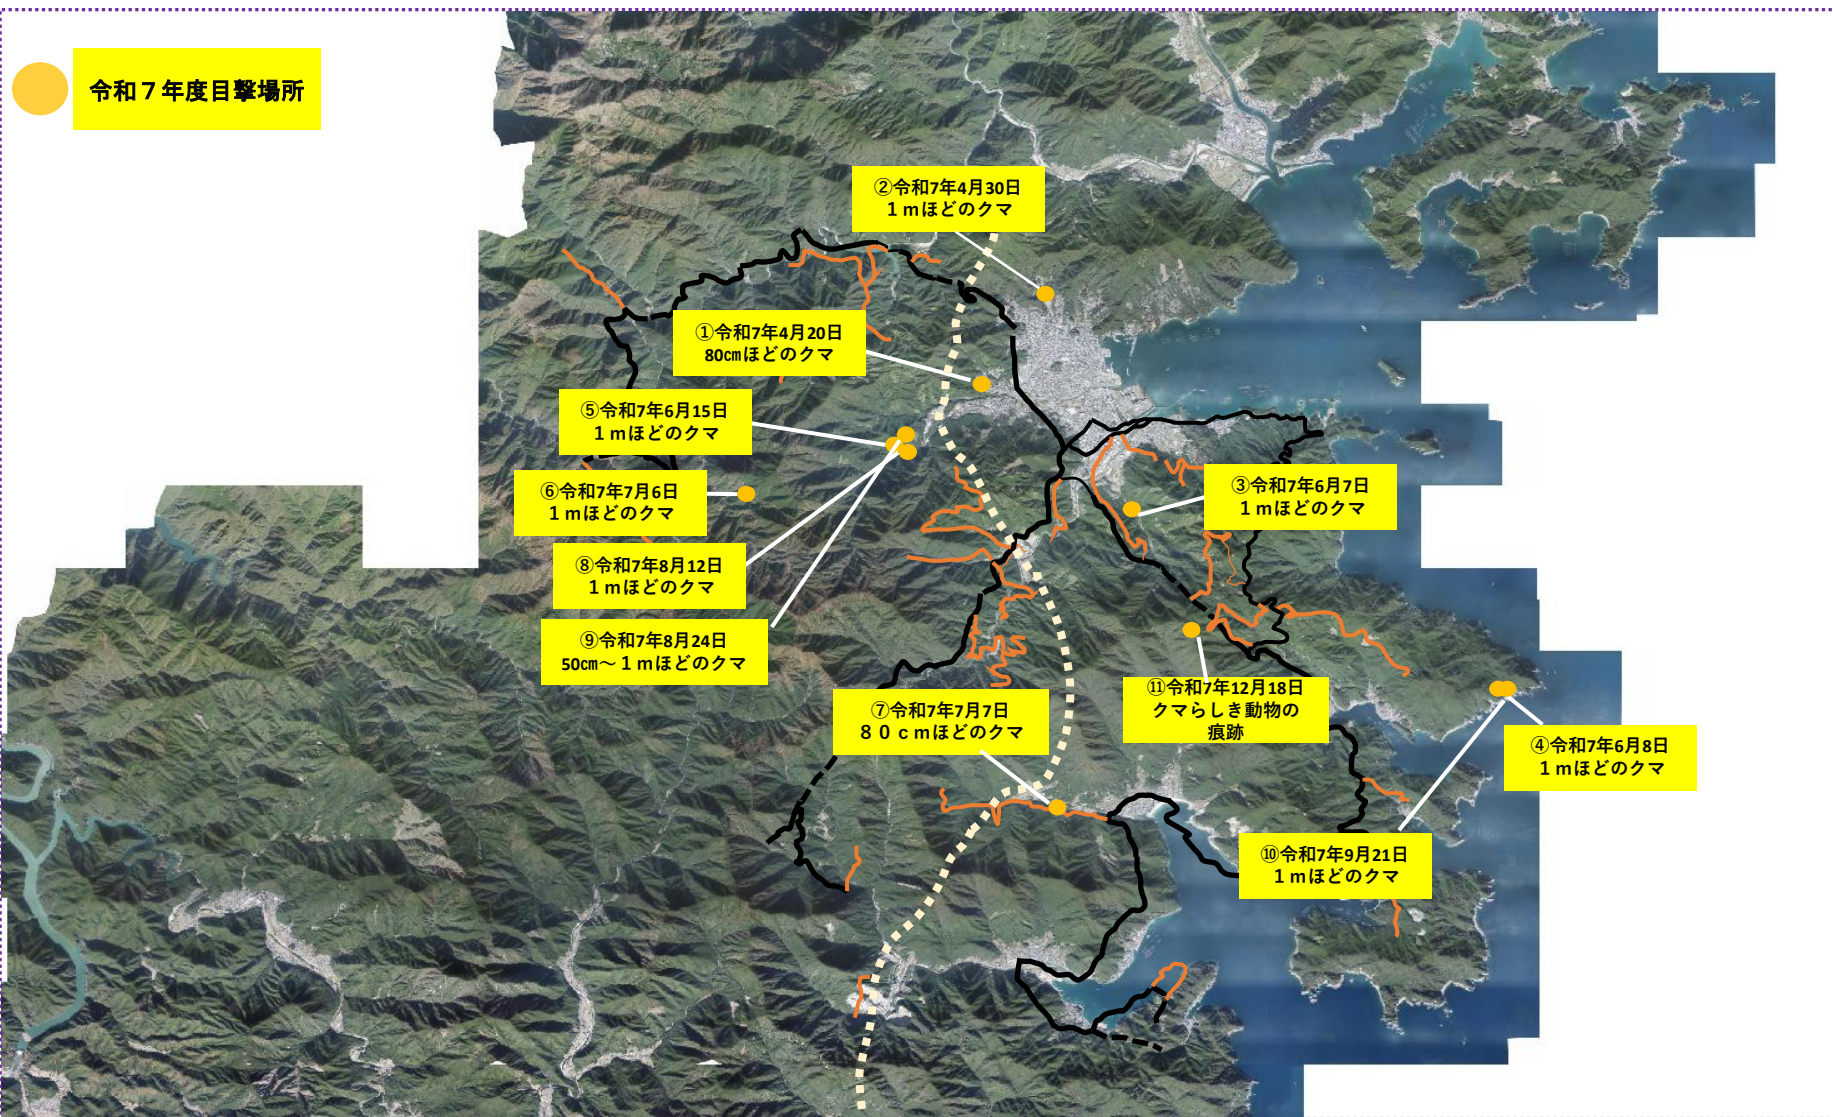 令和７年度目撃場所
②令和7年4月30日
１ｍほどのクマ
①令和7年4月20日
80㎝ほどのクマ
⑤令和7年6月15日
１ｍほどのクマ
⑥令和7年7月6日
１ｍほどのクマ
③令和7年6月7日
１ｍほどのクマ
⑧令和7年8月12日
１ｍほどのクマ
⑨令和7年8月24日
50㎝～１ｍほどのクマ
⑦令和7年7月7日
８０ｃｍほどのクマ
⑪令和7年12月18日
クマらしき動物の
痕跡
④令和7年6月8日
１ｍほどのクマ
⑩令和7年9月21日
１ｍほどのクマ